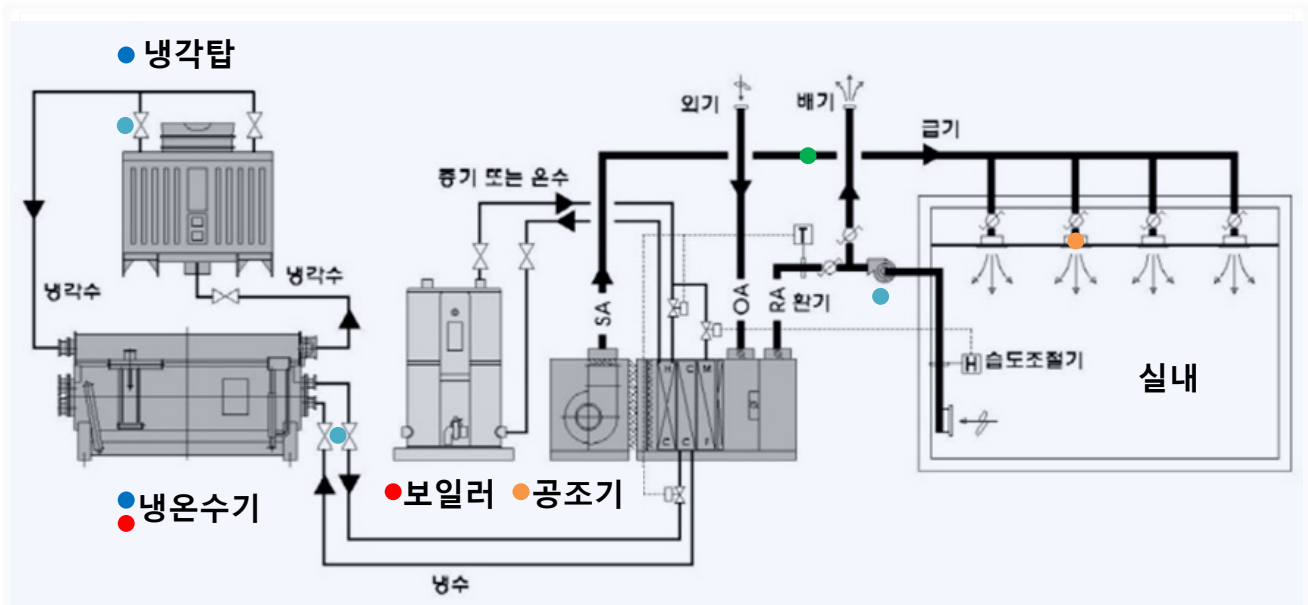 냉각탑
외기
배기
급기
증기 또는 온수
냉각수
냉각수
T
SA
OA
RA
환기
H
습도조절기
실내
H C M
C C F
보일러
공조기
냉온수기
냉수